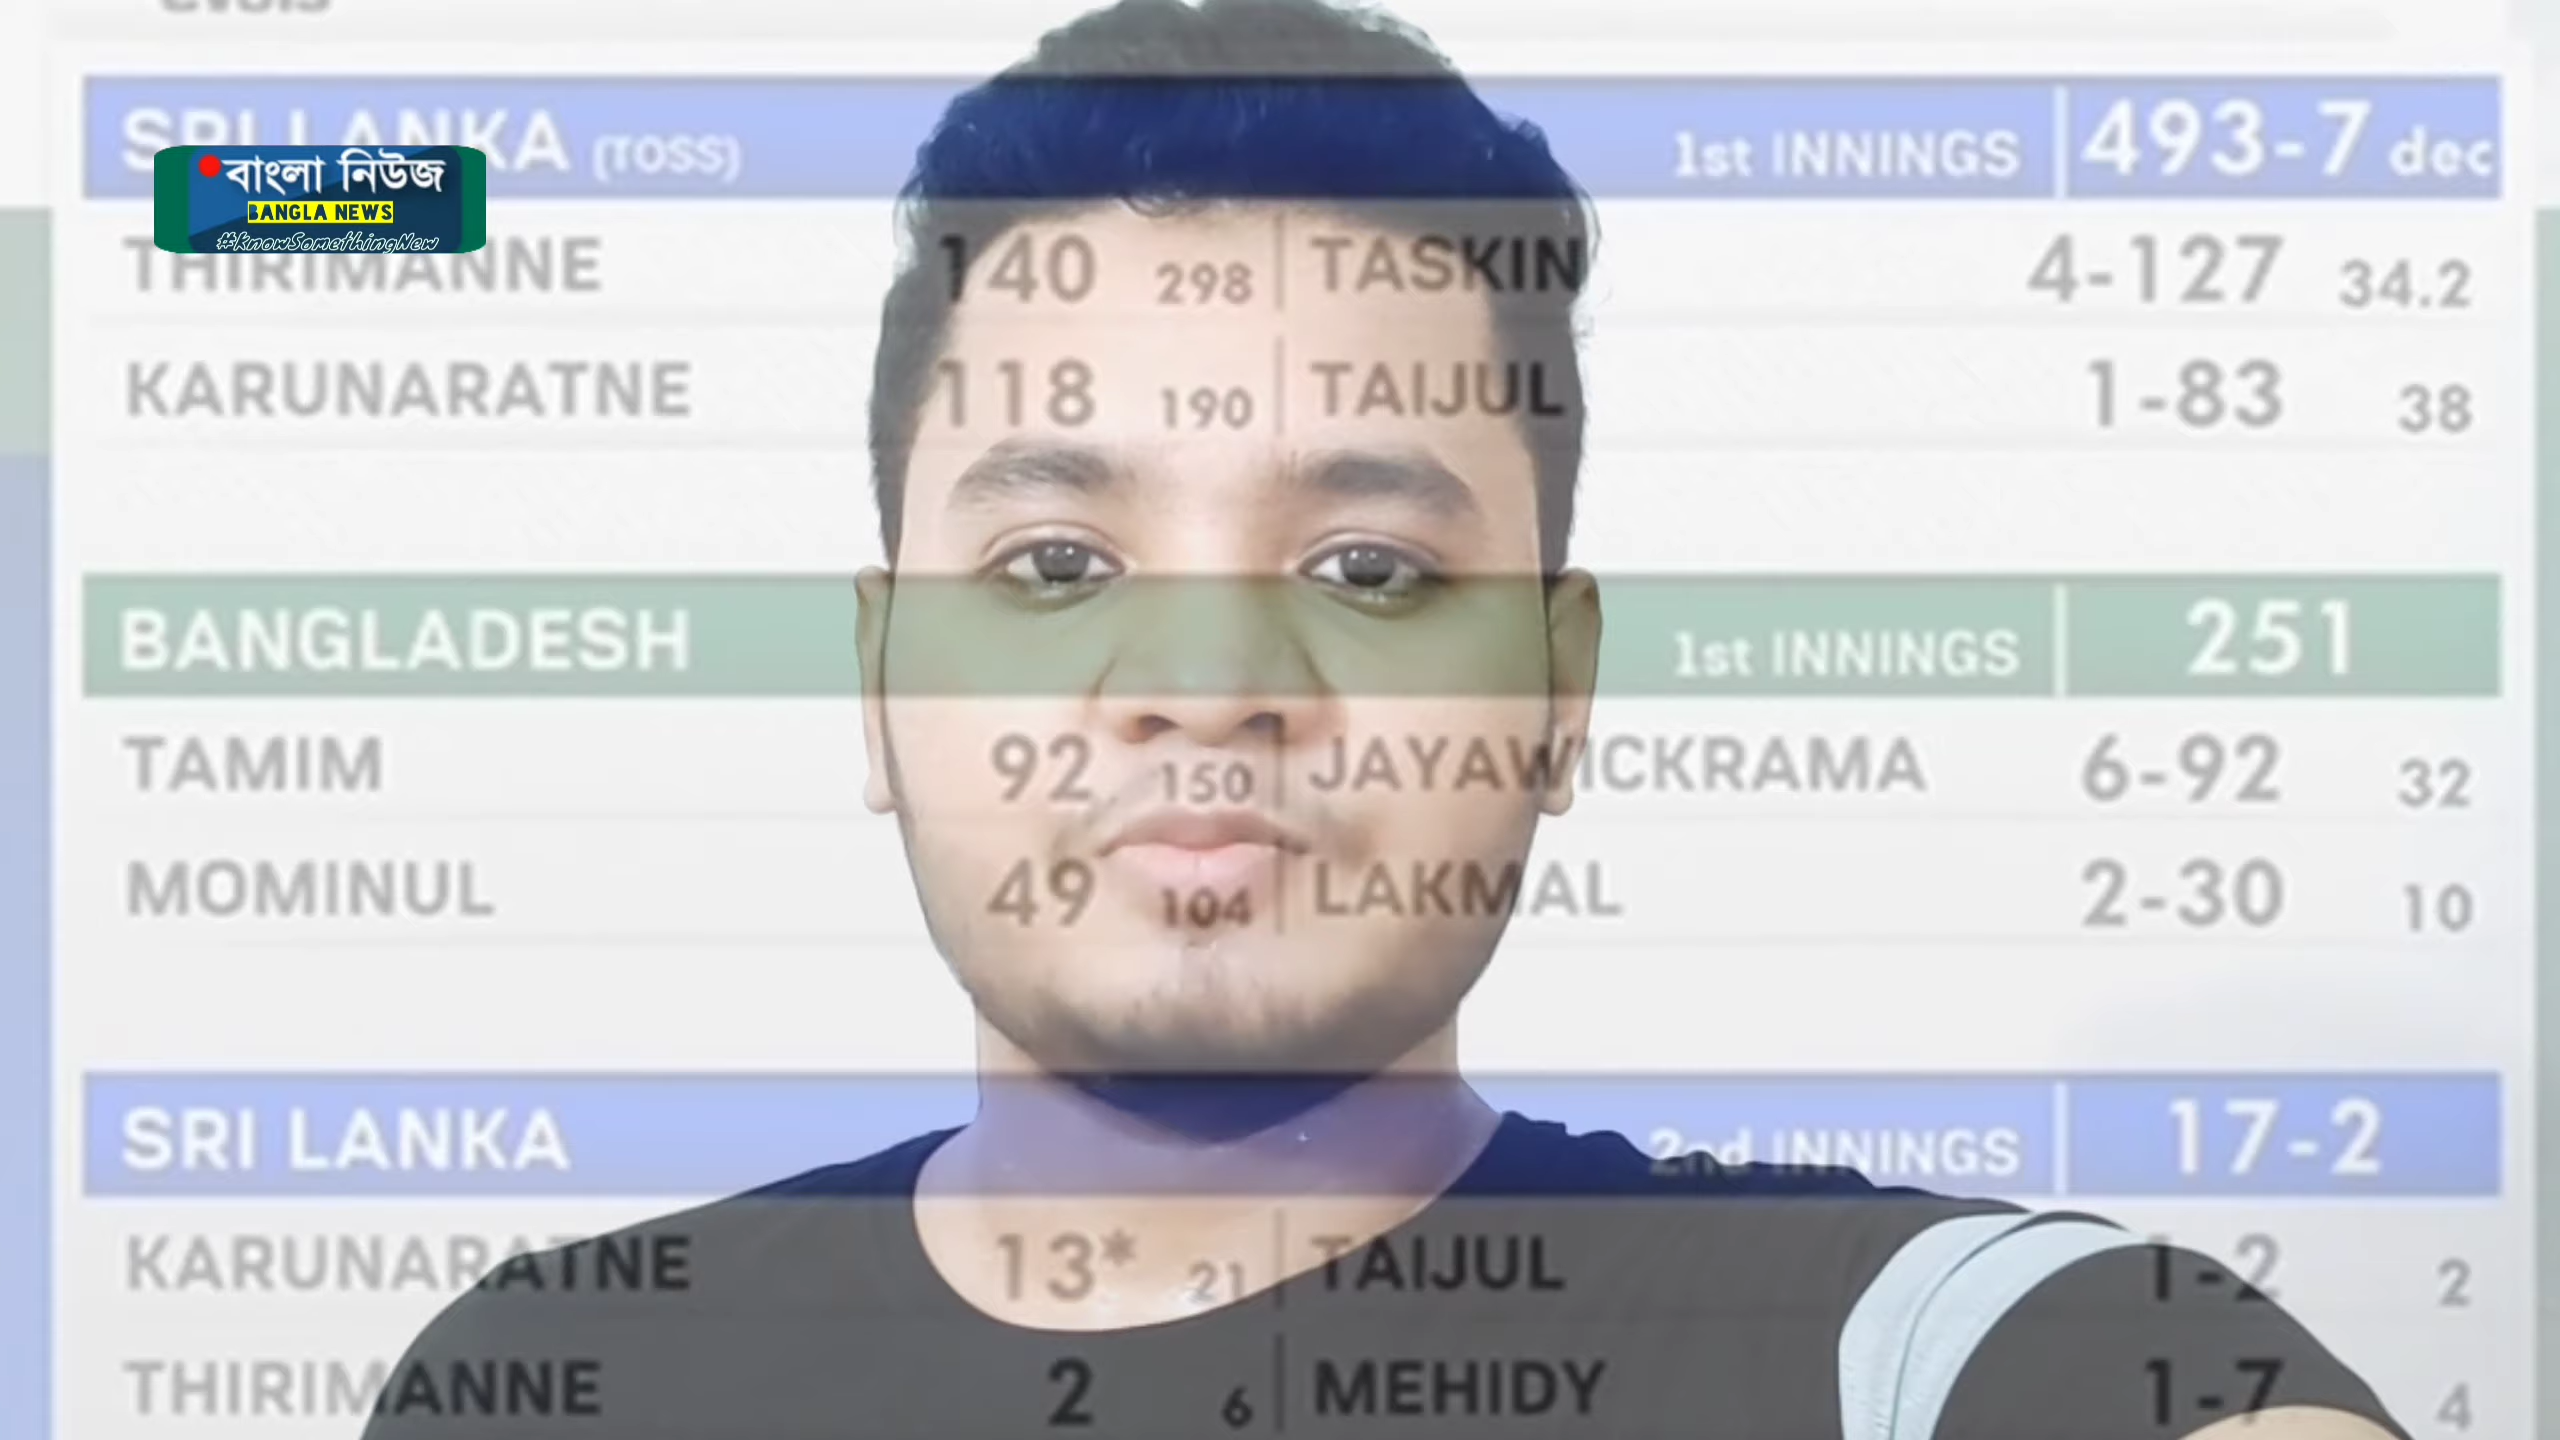 SRI LANKA (TOSS) 1st INNINGS 493-7 dec
বাংলা নিউজ
BANGLA NEWS
#KnowSomethingNew
THIRIMANNE 140 298 TASKIN 4-127 34.2
KARUNARATNE 118 190 TAIJUL 1-83 38
BANGLADESH 1st INNINGS 251
TAMIM 92 150 JAYAWICKRAMA 6-92 32
MOMINUL 49 104 LAKMAL 2-30 10
SRI LANKA 2nd INNINGS 17-2
KARUNARATNE 13* 21 TAIJUL 1-2 2
THIRIMANNE 2 6 MEHIDY 1-7 4